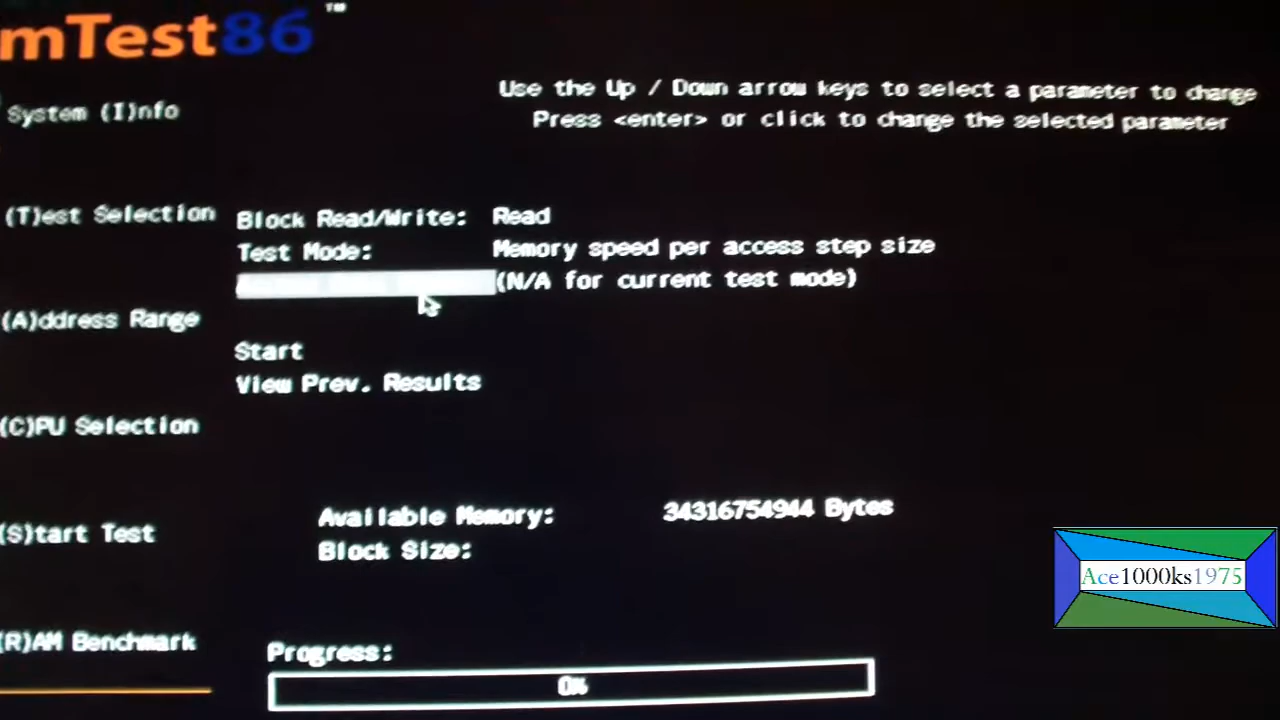 mTest86
™
Use the Up / Down arrow keys to select a parameter to change
Press <enter> or click to change the selected parameter
System (I)nfo
(T)est Selection
(A)ddress Range
(C)PU Selection
(S)tart Test
(R)AM Benchmark
Block Read/Write: Read
Test Mode: Memory speed per access step size
(N/A for current test mode)
Start
View Prev. Results
Available Memory: 34316754944 Bytes
Block Size:
Progress:
0%
Ace1000ks1975